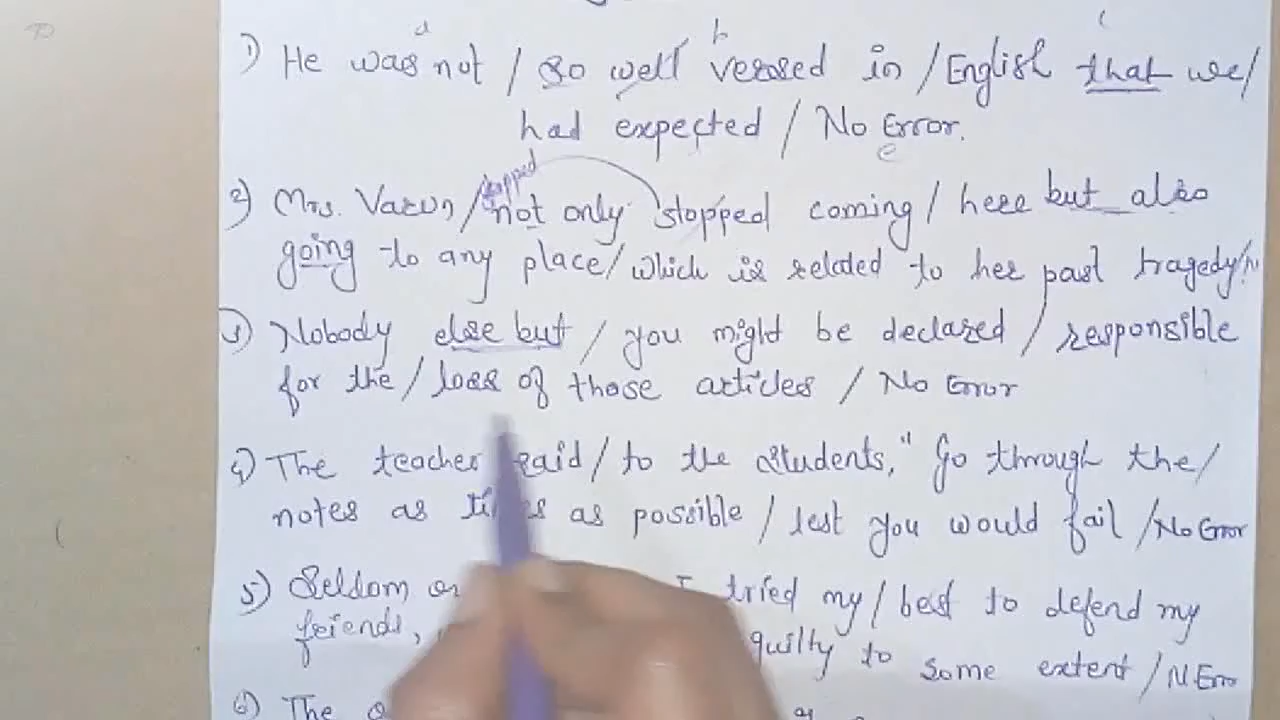 a b c
1) He was not / so well versed in / English that we /
had expected / No Error.
e
stopped
2) Mrs. Varun / not only stopped coming / here but also
going to any place / which is related to her past tragedy / N
3) Nobody else but / you might be declared / responsible
for the / loss of those articles / No Error
4) The teacher said / to the students, " Go through the /
notes as as possible / lest you would fail / No Error
5) Seldom I tried my / best to defend my
friends, guilty to some extent / N Error
6) The